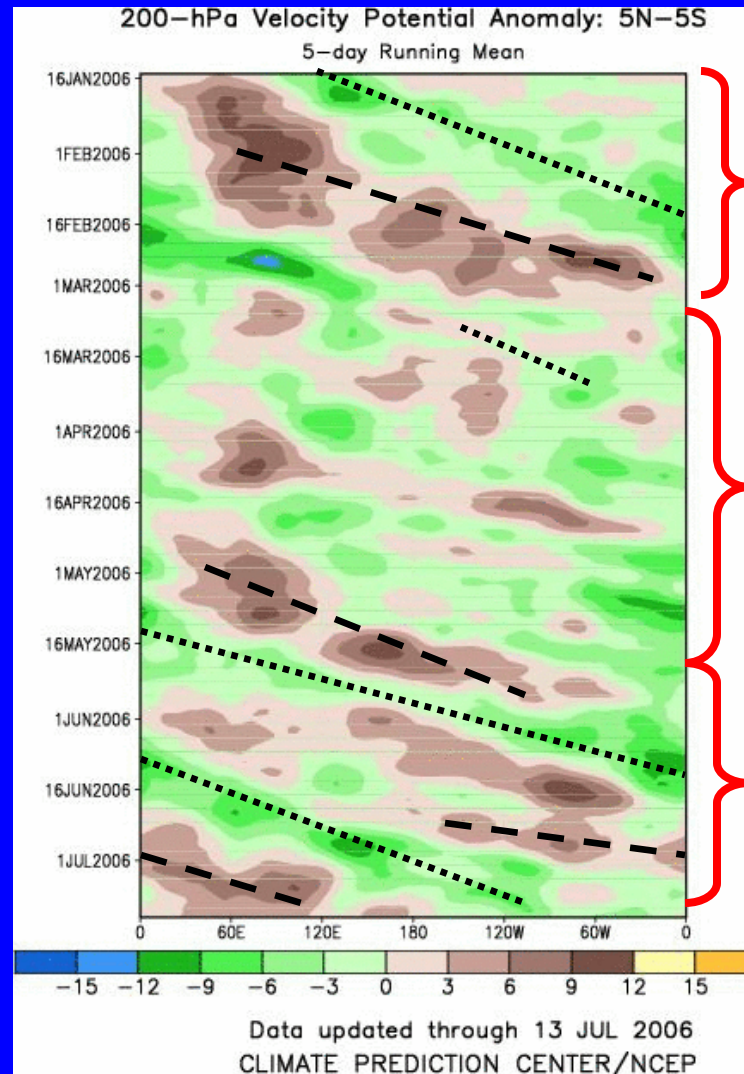 200-hPa Velocity Potential Anomaly: 5N-5S
5-day Running Mean
16JAN2006
1FEB2006
16FEB2006
1MAR2006
16MAR2006
1APR2006
16APR2006
1MAY2006
16MAY2006
1JUN2006
16JUN2006
1JUL2006
0 60E 120E 180 120W 60W 0
-15 -12 -9 -6 -3 0 3 6 9 12 15
Data updated through 13 JUL 2006
CLIMATE PREDICTION CENTER/NCEP